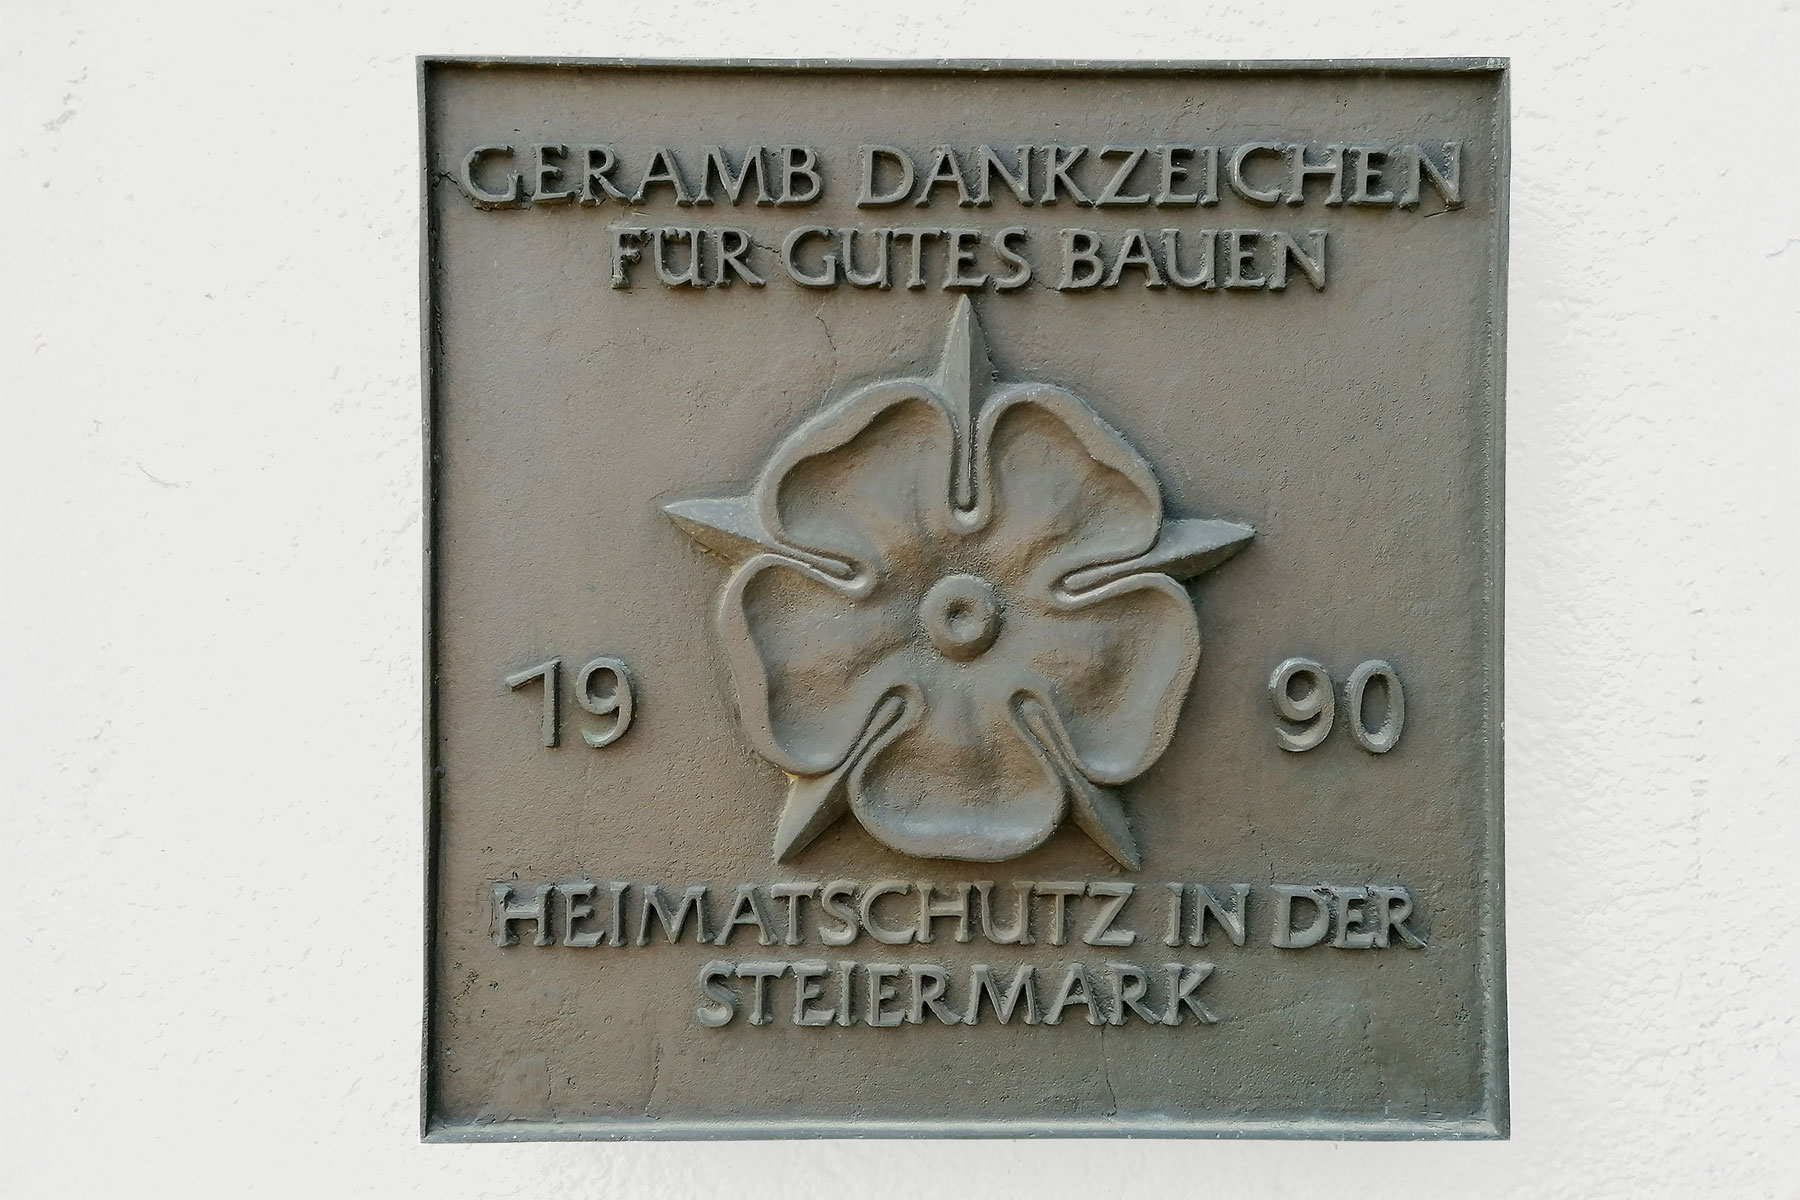 GERAMB DANKZEICHEN
FÜR GUTES BAUEN
19 90
HEIMATSCHUTZ IN DER
STEIERMARK